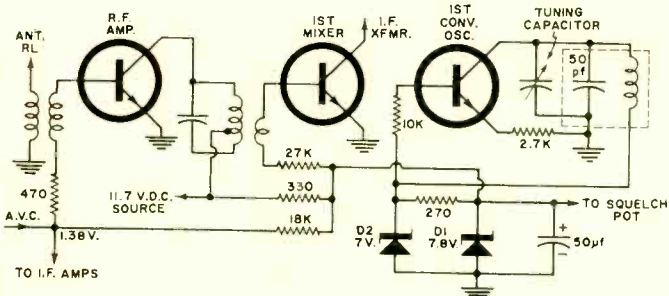 ANT.
RL
R.F.
AMP.
1ST
MIXER
I.F.
XFMR.
1ST
CONV.
OSC.
TUNING
CAPACITOR
50
pf
10K
2.7K
470
27K
11.7 V.D.C.
SOURCE
330
270
TO SQUELCH
POT
A.V.C.
1.38V.
18K
D2
7V.
D1
7.8V.
+
50μf
−
TO I.F. AMPS